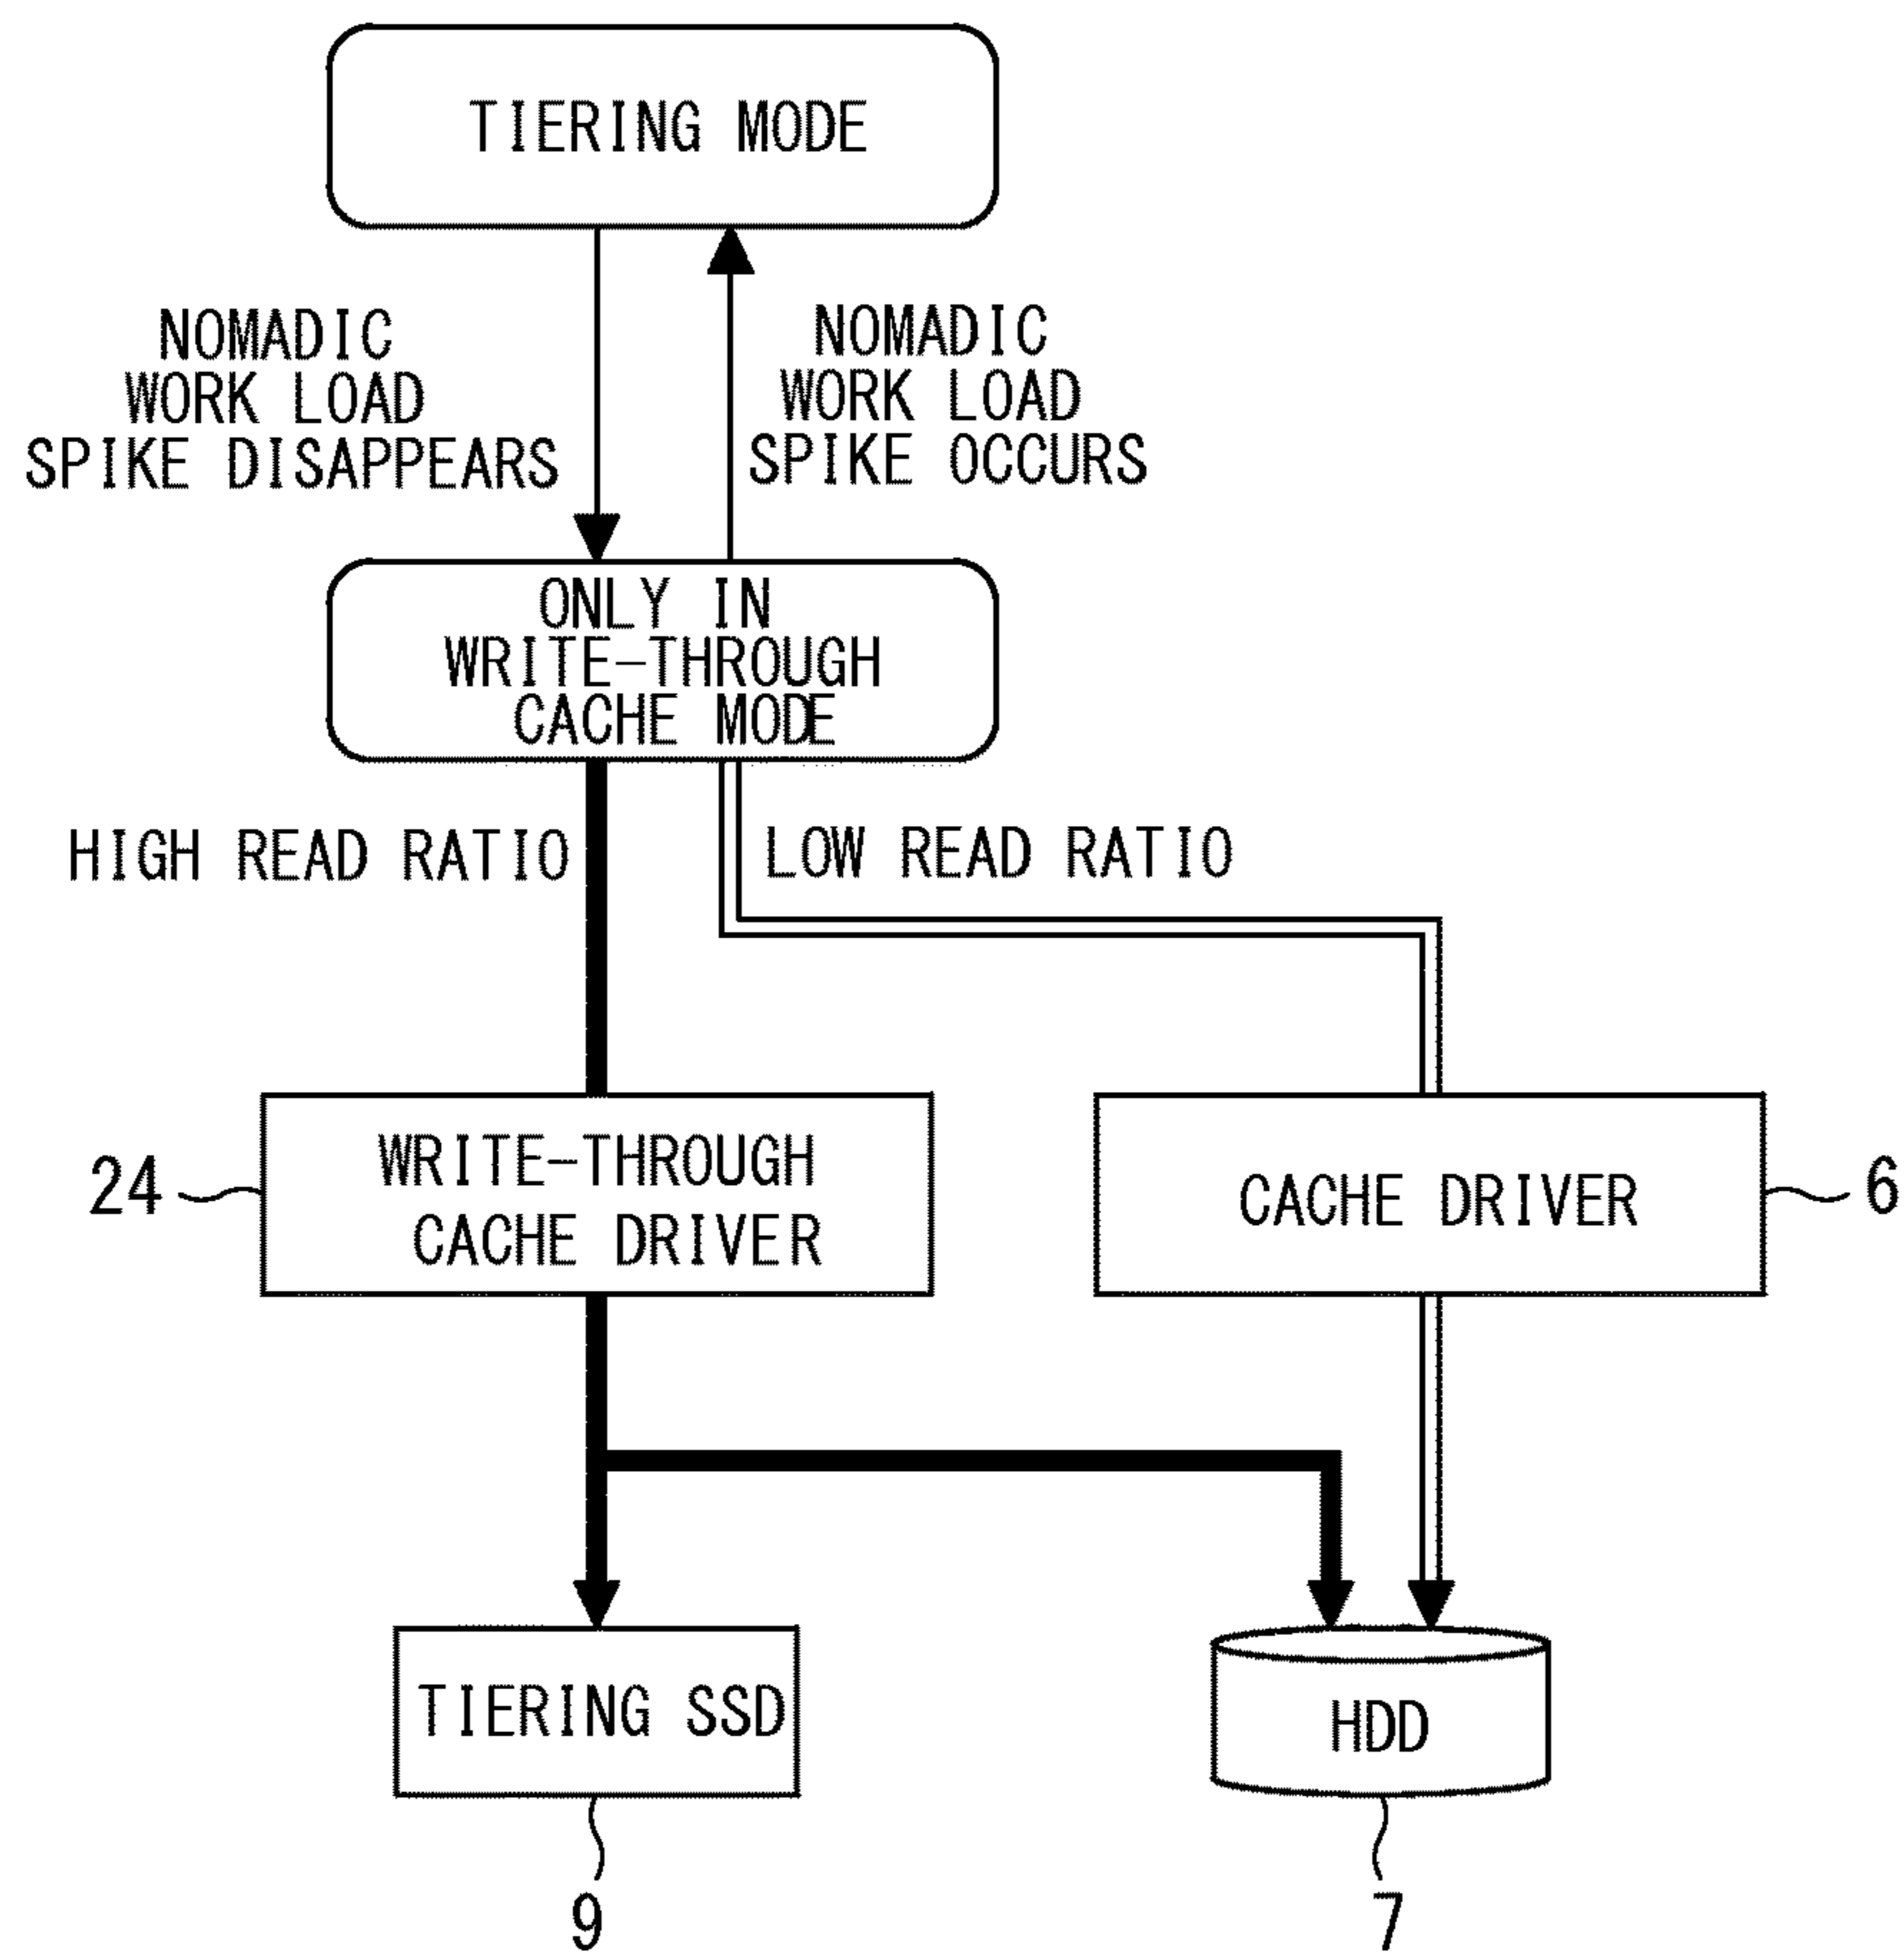 TIERING MODE
NOMADIC
WORK LOAD
SPIKE DISAPPEARS
NOMADIC
WORK LOAD
SPIKE OCCURS
ONLY IN
WRITE-THROUGH
CACHE MODE
HIGH READ RATIO
LOW READ RATIO
24
WRITE-THROUGH
CACHE DRIVER
CACHE DRIVER
6
TIERING SSD
HDD
9
7